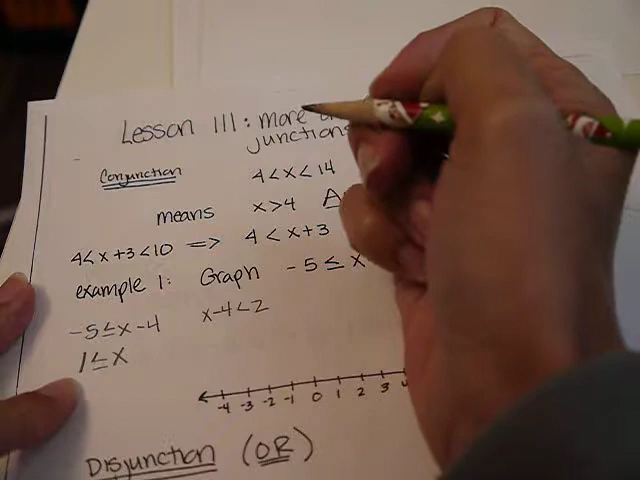 Lesson 111: More
junctions
Conjunction 4<x<14
means x>4
4<x+3<10 => 4<x+3
example 1: Graph -5≤x
-5≤x-4 x-4<2
1≤x
-4 -3 -2 -1 0 1 2 3
Disjunction (OR)